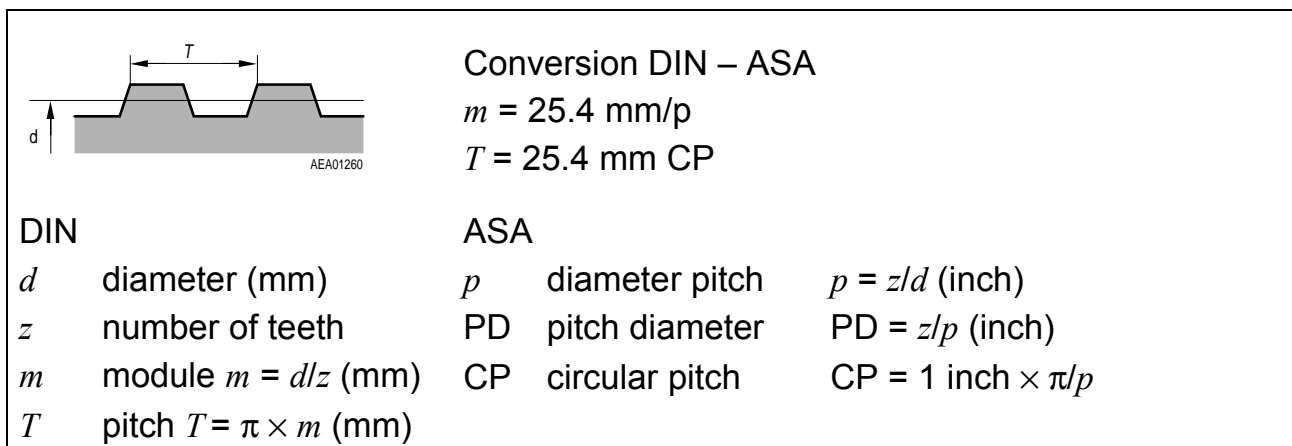 T
d
AEA01260
Conversion DIN – ASA
m = 25.4 mm/p
T = 25.4 mm CP
DIN ASA
d diameter (mm) p diameter pitch p = z/d (inch)
z number of teeth PD pitch diameter PD = z/p (inch)
m module m = d/z (mm) CP circular pitch CP = 1 inch × π/p
T pitch T = π × m (mm)